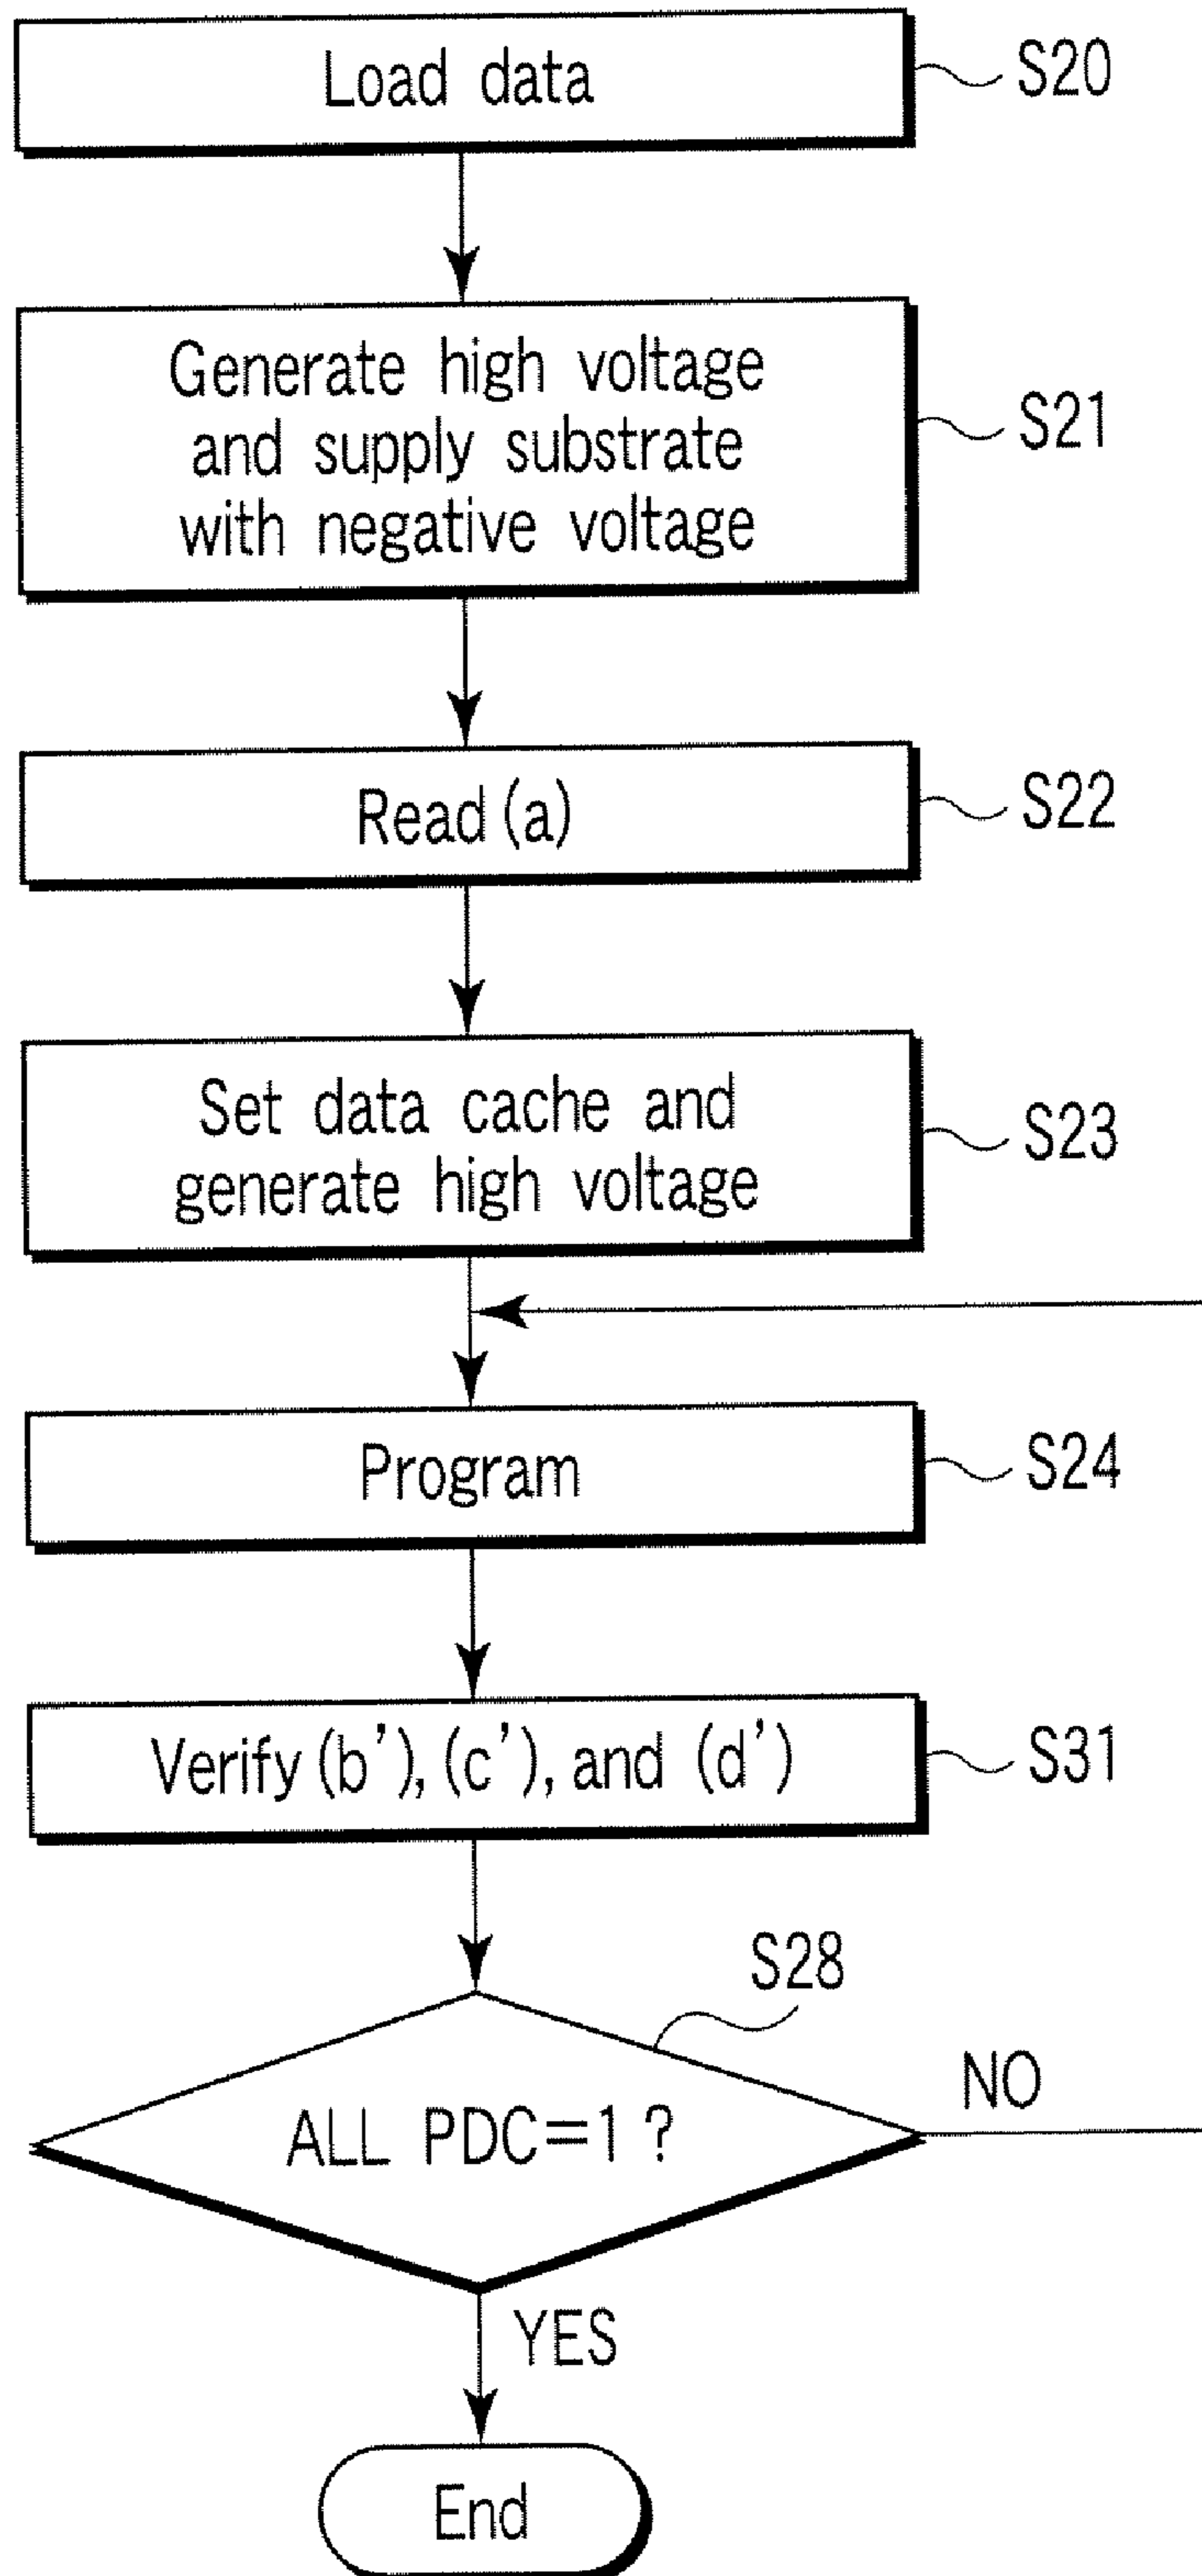 Load data
S20
Generate high voltage
and supply substrate
with negative voltage
S21
Read (a)
S22
Set data cache and
generate high voltage
S23
Program
S24
Verify (b'), (c'), and (d')
S31
S28
ALL PDC=1 ?
NO
YES
End